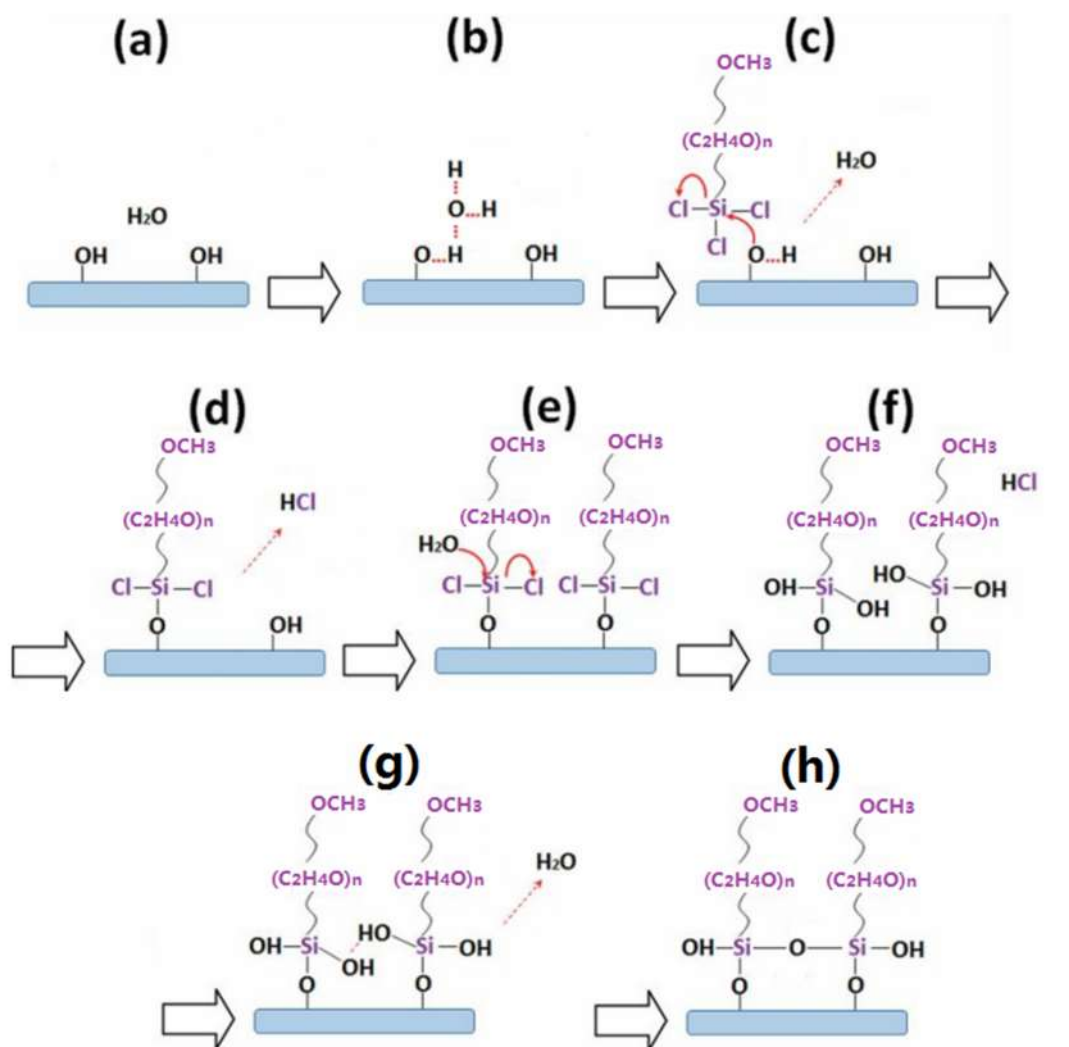 (a)
H2O
OH OH
(b)
H
O...H
O...H OH
(c)
OCH3
(C2H4O)n
H2O
Cl-Si-Cl
Cl
O...H OH
(d)
OCH3
HCl
(C2H4O)n
Cl-Si-Cl
O OH
(e)
OCH3 OCH3
(C2H4O)n (C2H4O)n
H2O
Cl-Si-Cl Cl-Si-Cl
O O
(f)
OCH3 OCH3
HCl
(C2H4O)n (C2H4O)n
OH-Si HO Si-OH
OH
O O
(g)
OCH3 OCH3
H2O
(C2H4O)n (C2H4O)n
HO
OH-Si Si-OH
OH
O O
(h)
OCH3 OCH3
(C2H4O)n (C2H4O)n
OH-Si-O-Si-OH
O O